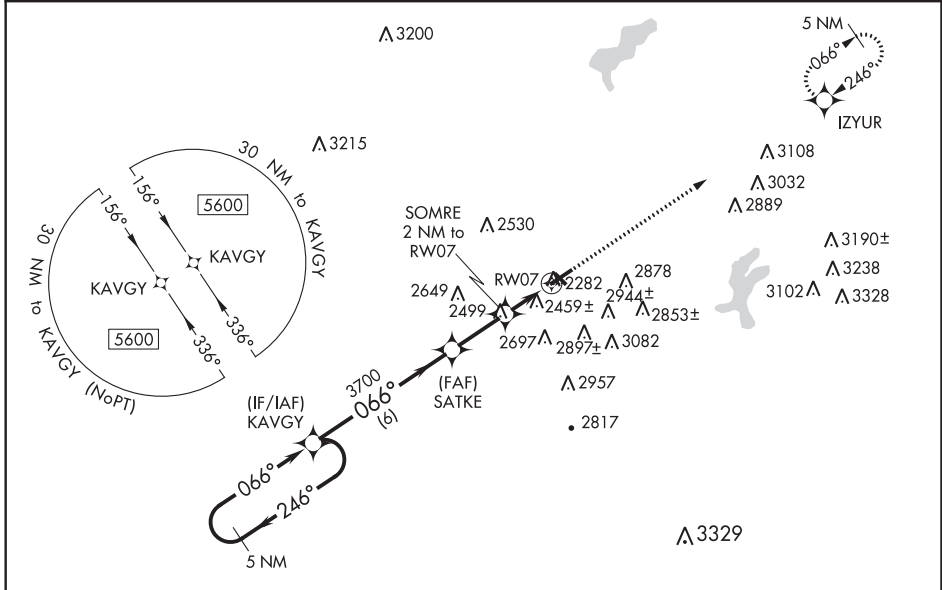 3200
5 NM
066°
246°
IZYUR
3215
3108
3032
2889
30 NM to KAVGY
156°
5600
KAVGY
336°
30 NM to KAVGY (NoPT)
156°
KAVGY
5600
336°
SOMRE
2 NM to
RW07
2530
3190±
3238
3102
3328
RW07
2282
2878
2649
2499
2459±
2944±
2853±
2697
2897±
3082
(FAF)
SATKE
2957
2817
3700
066°
(6)
(IF/IAF)
KAVGY
066°
246°
5 NM
3329